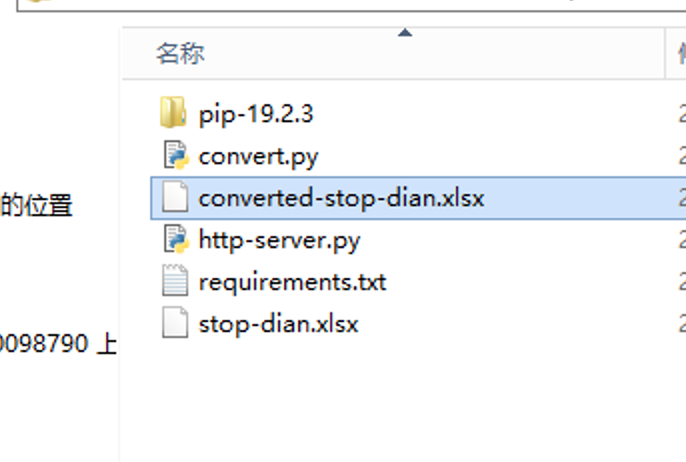 名称
pip-19.2.3
convert.py
converted-stop-dian.xlsx
的位置
http-server.py
requirements.txt
stop-dian.xlsx
0098790 上